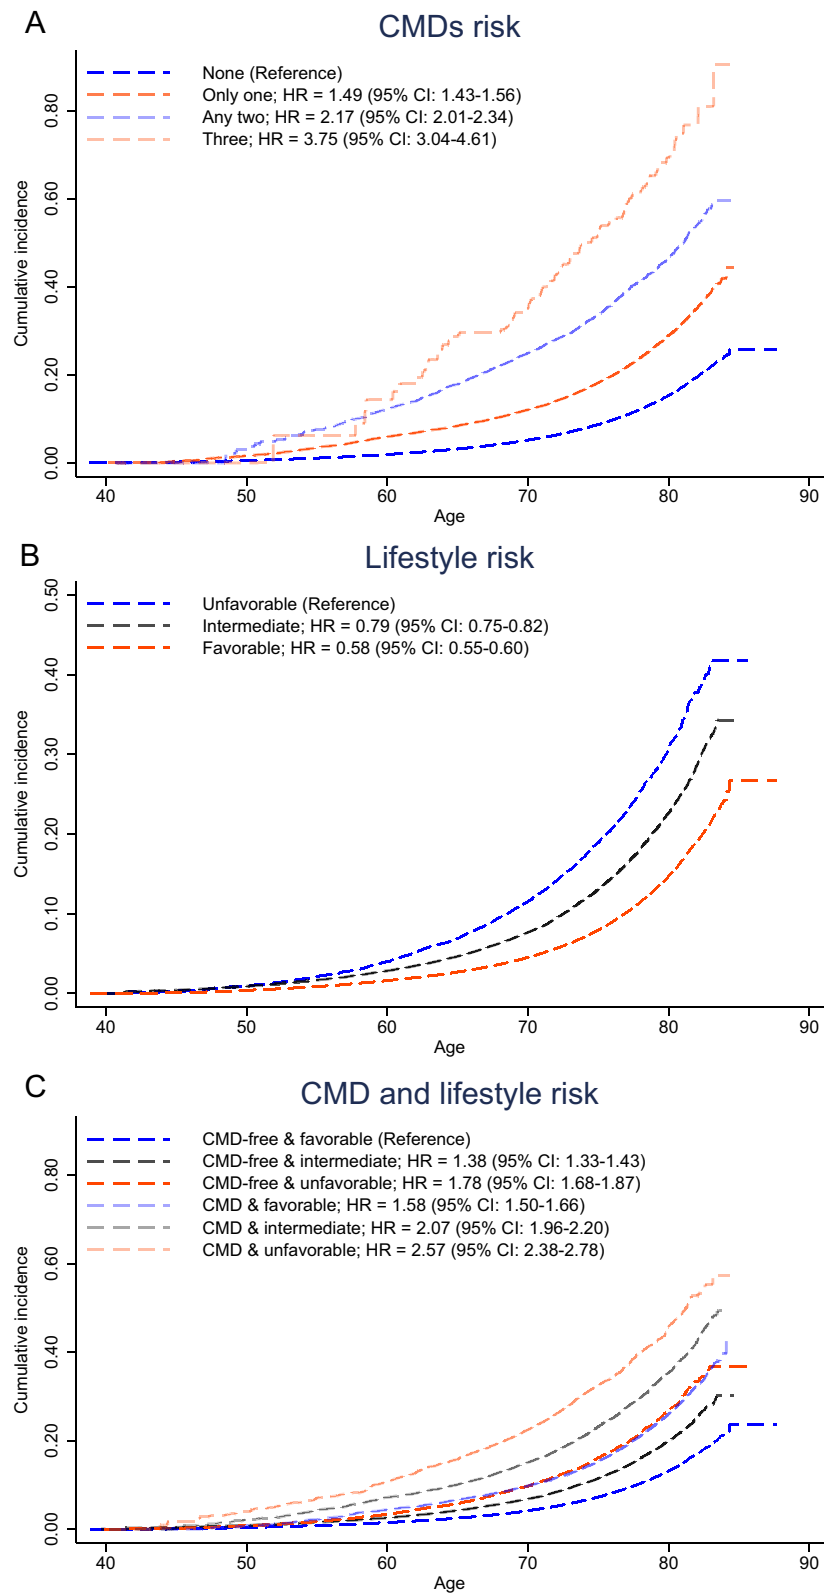 A
CMDs risk
None (Reference)
Only one; HR = 1.49 (95% CI: 1.43-1.56)
Any two; HR = 2.17 (95% CI: 2.01-2.34)
Three; HR = 3.75 (95% CI: 3.04-4.61)
Cumulative incidence
0.80
0.60
0.40
0.20
0.00
40 50 60 70 80 90
Age
B
Lifestyle risk
Unfavorable (Reference)
Intermediate; HR = 0.79 (95% CI: 0.75-0.82)
Favorable; HR = 0.58 (95% CI: 0.55-0.60)
Cumulative incidence
0.50
0.40
0.30
0.20
0.10
0.00
40 50 60 70 80 90
Age
C
CMD and lifestyle risk
CMD-free & favorable (Reference)
CMD-free & intermediate; HR = 1.38 (95% CI: 1.33-1.43)
CMD-free & unfavorable; HR = 1.78 (95% CI: 1.68-1.87)
CMD & favorable; HR = 1.58 (95% CI: 1.50-1.66)
CMD & intermediate; HR = 2.07 (95% CI: 1.96-2.20)
CMD & unfavorable; HR = 2.57 (95% CI: 2.38-2.78)
Cumulative incidence
0.80
0.60
0.40
0.20
0.00
40 50 60 70 80 90
Age